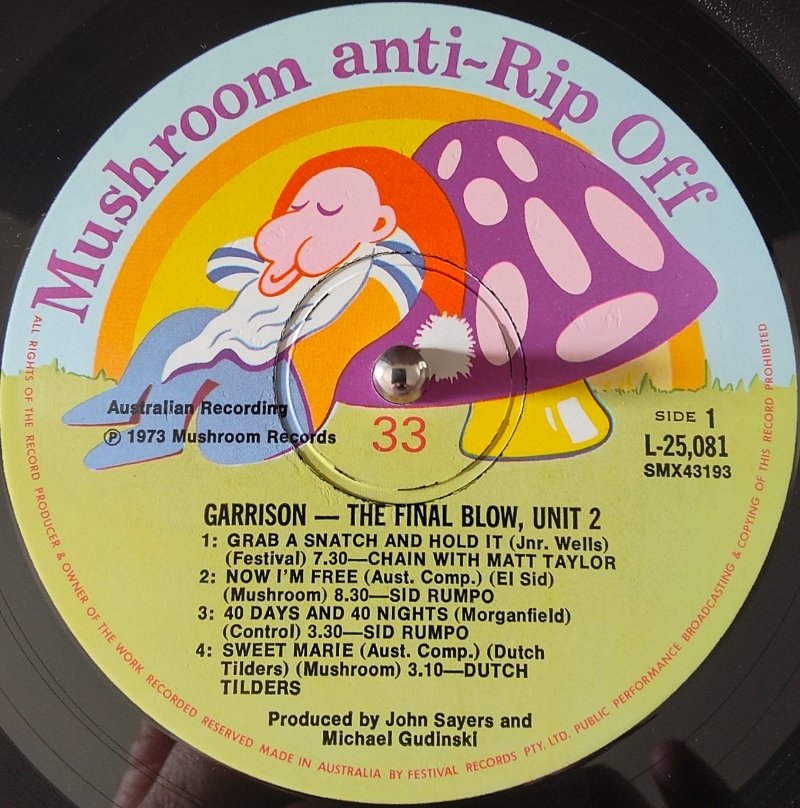 Mushroom anti-Rip Off
Australian Recording
℗ 1973 Mushroom Records
33
SIDE 1
L-25,081
SMX43193
GARRISON — THE FINAL BLOW, UNIT 2
1: GRAB A SNATCH AND HOLD IT (Jnr. Wells)
(Festival) 7.30—CHAIN WITH MATT TAYLOR
2: NOW I'M FREE (Aust. Comp.) (El Sid)
(Mushroom) 8.30—SID RUMPO
3: 40 DAYS AND 40 NIGHTS (Morganfield)
(Control) 3.30—SID RUMPO
4: SWEET MARIE (Aust. Comp.) (Dutch
Tilders) (Mushroom) 3.10—DUTCH
TILDERS
Produced by John Sayers and
Michael Gudinski
ALL RIGHTS OF THE RECORD PRODUCER & OWNER OF THE WORK RECORDED RESERVED MADE IN AUSTRALIA BY FESTIVAL RECORDS PTY. LTD. PUBLIC PERFORMANCE BROADCASTING & COPYING OF THIS RECORD PROHIBITED